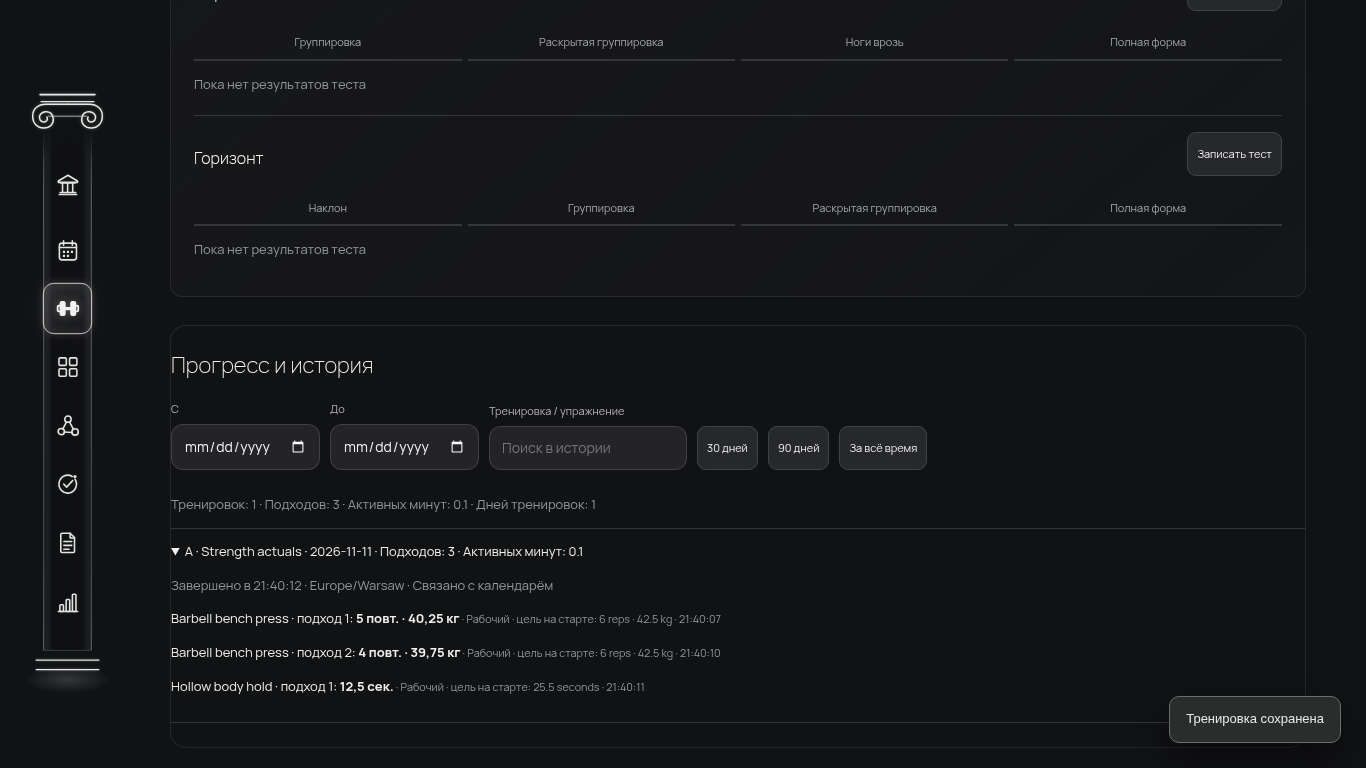 Группировка
Раскрытая группировка
Ноги врозь
Полная форма
Пока нет результатов теста
Горизонт
Записать тест
Наклон
Группировка
Раскрытая группировка
Полная форма
Пока нет результатов теста
Прогресс и история
С
До
Тренировка / упражнение
mm/dd/yyyy
mm/dd/yyyy
Поиск в истории
30 дней
90 дней
За всё время
Тренировок: 1 · Подходов: 3 · Активных минут: 0.1 · Дней тренировок: 1
▼ A · Strength actuals · 2026-11-11 · Подходов: 3 · Активных минут: 0.1
Завершено в 21:40:12 · Europe/Warsaw · Связано с календарём
Barbell bench press · подход 1: 5 повт. · 40,25 кг · Рабочий · цель на старте: 6 reps · 42.5 kg · 21:40:07
Barbell bench press · подход 2: 4 повт. · 39,75 кг · Рабочий · цель на старте: 6 reps · 42.5 kg · 21:40:10
Hollow body hold · подход 1: 12,5 сек. · Рабочий · цель на старте: 25.5 seconds · 21:40:11
Тренировка сохранена